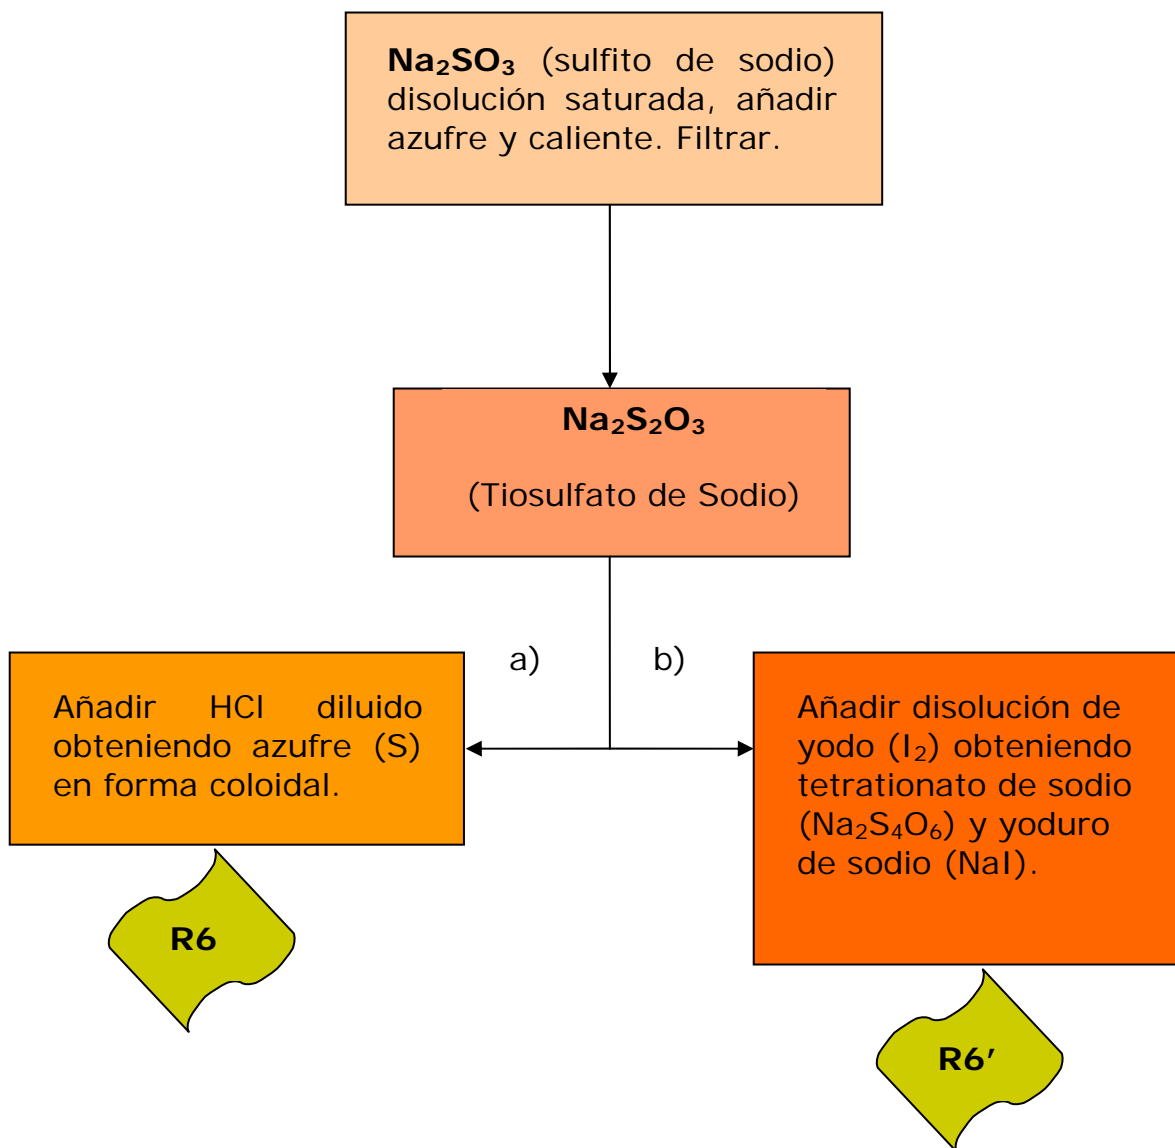 Na₂SO₃ (sulfito de sodio)
disolución saturada, añadir
azufre y caliente. Filtrar.
Na₂S₂O₃
(Tiosulfato de Sodio)
a)
b)
Añadir HCl diluido
obteniendo azufre (S)
en forma coloidal.
Añadir disolución de
yodo (I₂) obteniendo
tetrationato de sodio
(Na₂S₄O₆) y yoduro
de sodio (NaI).
R6
R6’